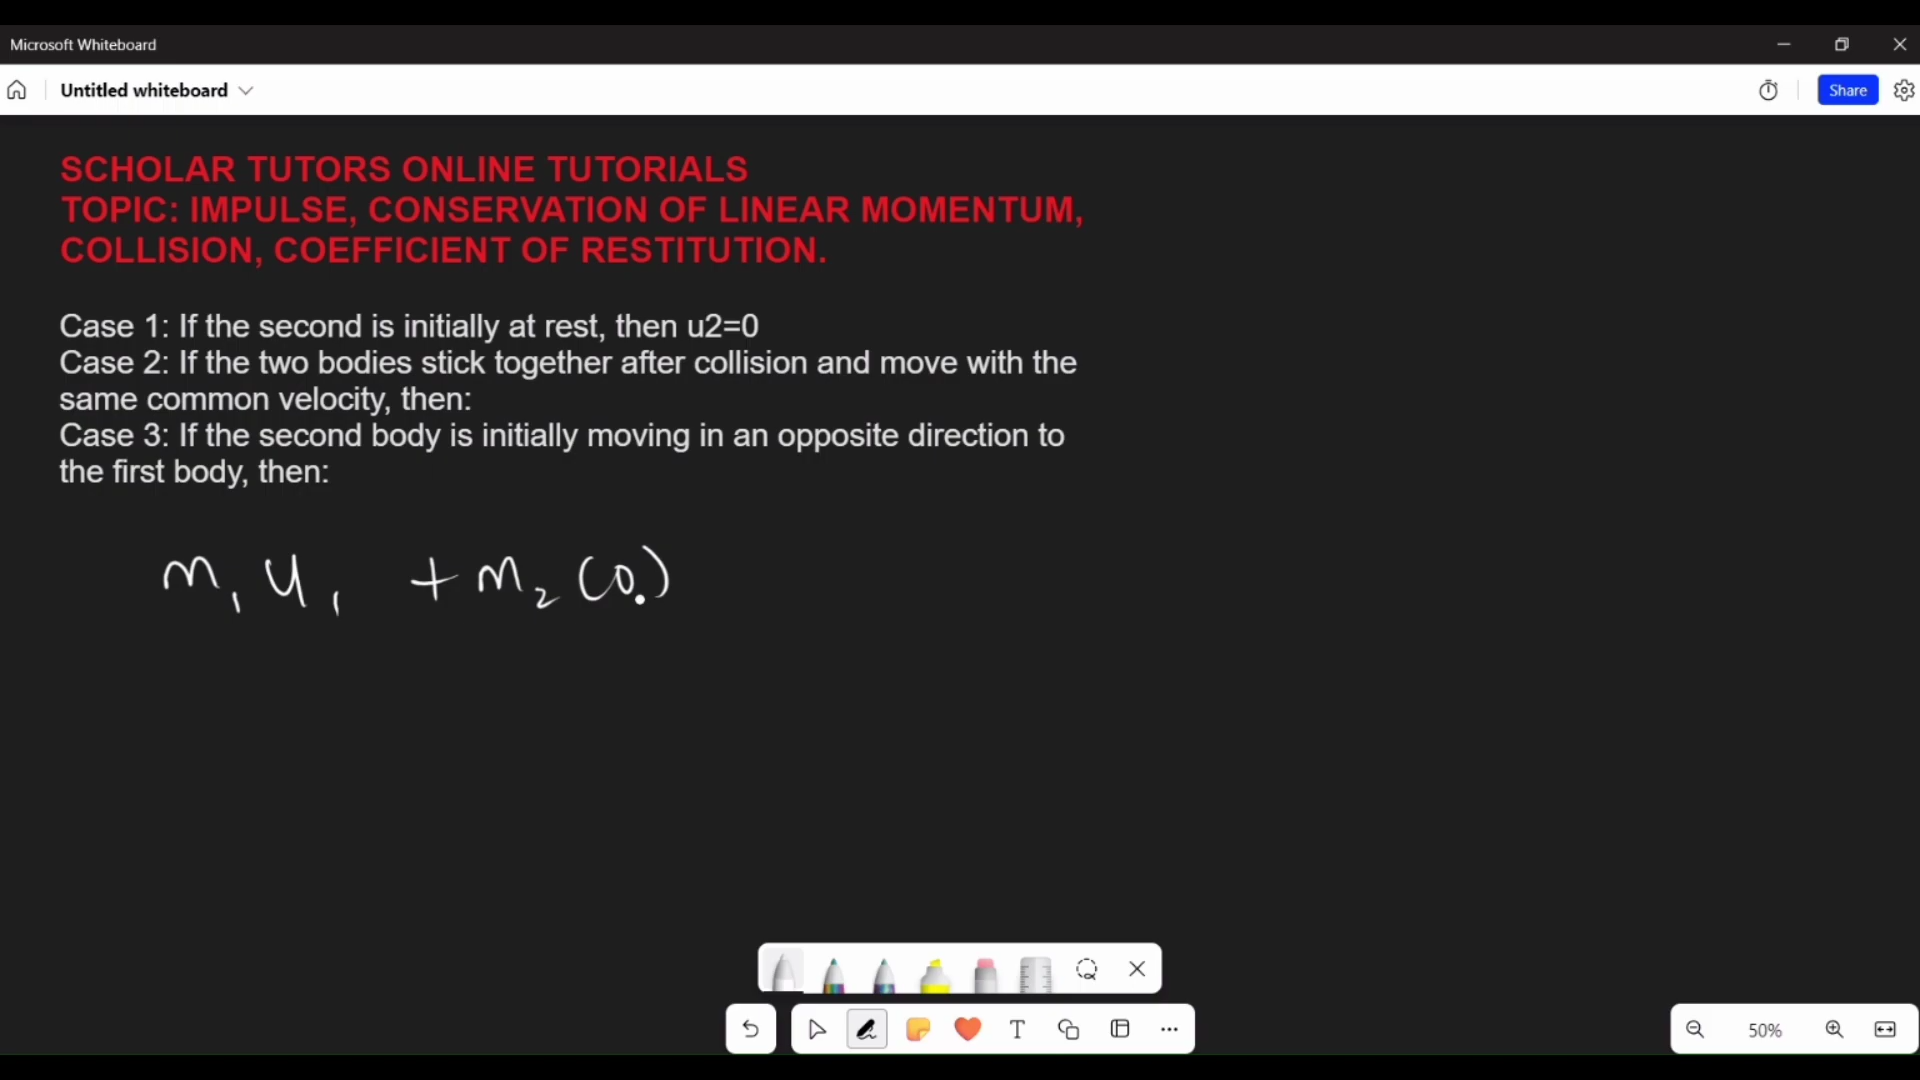 Microsoft Whiteboard
Untitled whiteboard
Share
SCHOLAR TUTORS ONLINE TUTORIALS
TOPIC: IMPULSE, CONSERVATION OF LINEAR MOMENTUM,
COLLISION, COEFFICIENT OF RESTITUTION.
Case 1: If the second is initially at rest, then u2=0
Case 2: If the two bodies stick together after collision and move with the
same common velocity, then:
Case 3: If the second body is initially moving in an opposite direction to
the first body, then:
m₁u₁ + m₂(0)
50%